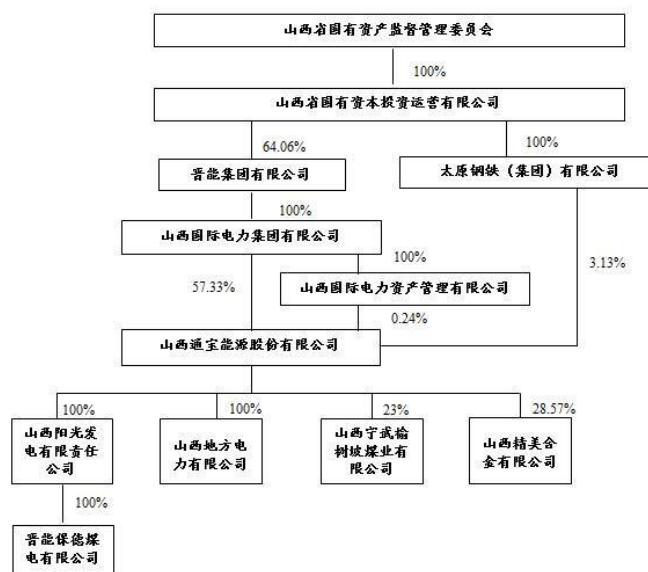 山西省国有资产监督管理委员会
100%
山西省国有资本投资运营有限公司
64.06%
100%
晋能集团有限公司
太原钢铁（集团）有限公司
100%
山西国际电力集团有限公司
57.33%
100%
3.13%
山西国际电力资产管理有限公司
0.24%
山西通宝能源股份有限公司
100%
100%
23%
28.57%
山西阳光发
电有限责任
公司
山西地方电
力有限公司
山西宁武榆
树坡煤业有
限公司
山西精美合
金有限公司
100%
晋能保德煤
电有限公司